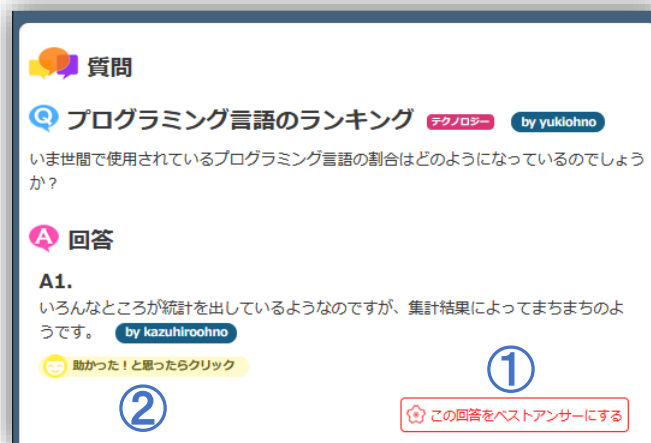 質問
Q プログラミング言語のランキング テクノロジー by yukiohno
いま世間で使用されているプログラミング言語の割合はどのようになっているのでしょう
か？
A 回答
A1.
いろんなところが統計を出しているようなのですが、集計結果によってまちまちのよ
うです。 by kazuhiroohno
助かった！と思ったらクリック
①
②
この回答をベストアンサーにする